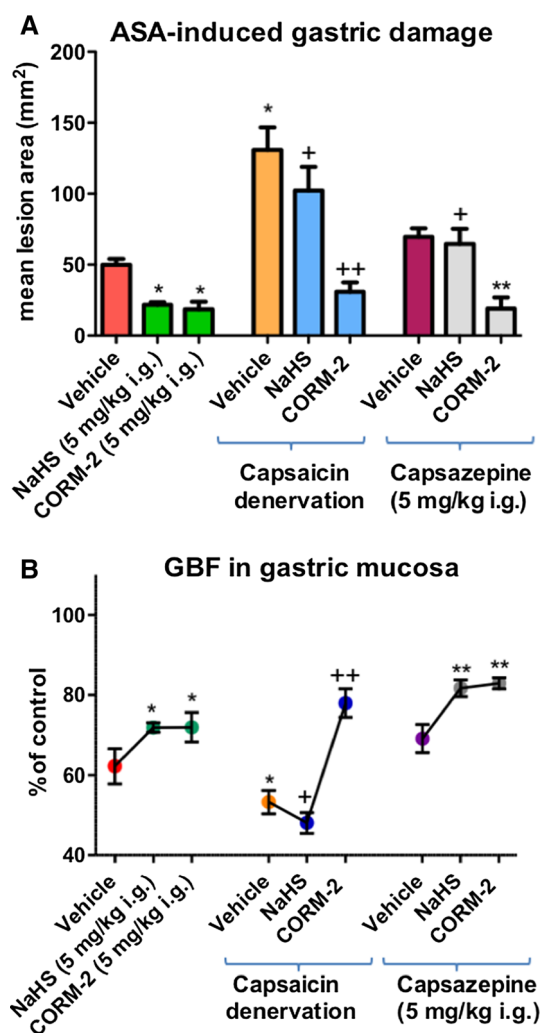 A
ASA-induced gastric damage
mean lesion area (mm²)
200
150
100
50
0
*
*
*
+
++
+
**
Vehicle
NaHS (5 mg/kg i.g.)
CORM-2 (5 mg/kg i.g.)
Vehicle
NaHS
CORM-2
Vehicle
NaHS
CORM-2
Capsaicin
denervation
Capsazepine
(5 mg/kg i.g.)
B
GBF in gastric mucosa
% of control
100
80
60
40
*
*
*
+
++
**
**
Vehicle
NaHS (5 mg/kg i.g.)
CORM-2 (5 mg/kg i.g.)
Vehicle
NaHS
CORM-2
Vehicle
NaHS
CORM-2
Capsaicin
denervation
Capsazepine
(5 mg/kg i.g.)